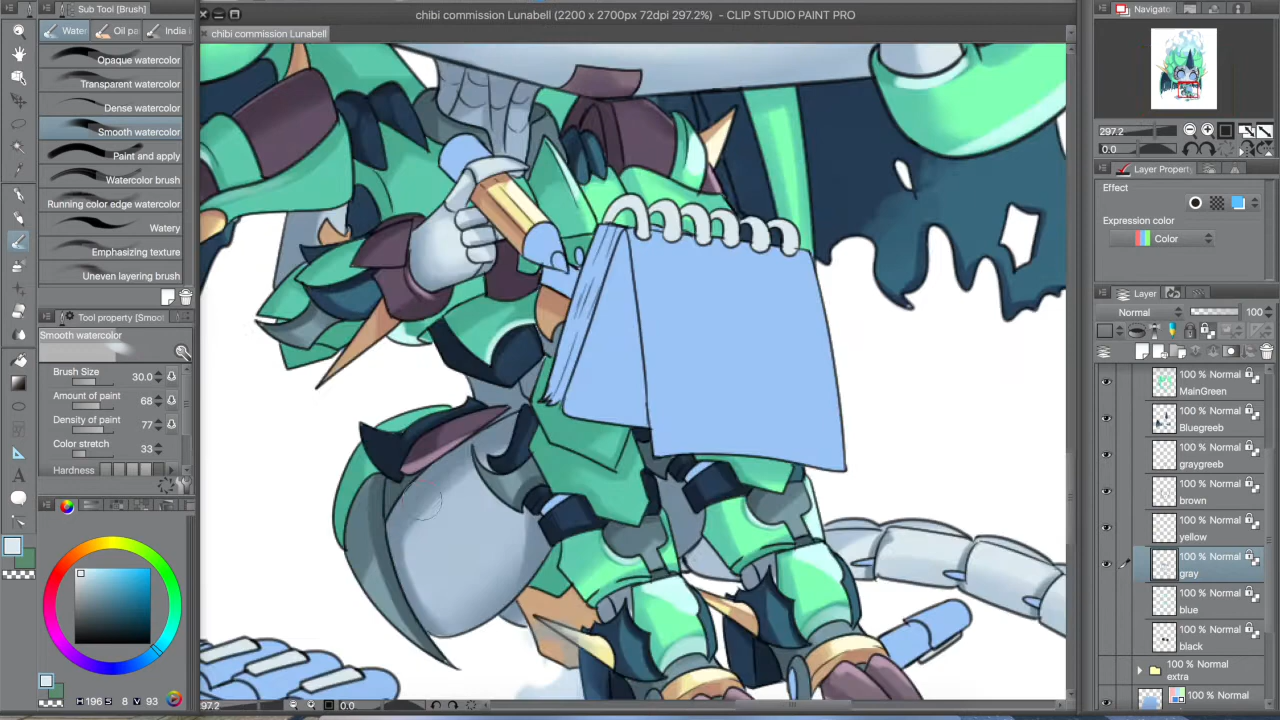 Sub Tool [Brush]
chibi commission Lunabell (2200 x 2700px 72dpi 297.2%) - CLIP STUDIO PAINT PRO
Navigator
Water
Oil pa
India
chibi commission Lunabell
Opaque watercolor
Transparent watercolor
Dense watercolor
Smooth watercolor
Paint and apply
Watercolor brush
Running color edge watercolor
Watery
Emphasizing texture
Uneven layering brush
297.2
0.0
Layer Propert
Effect
Expression color
Color
Layer
Normal
100
Tool property [Smoot
Smooth watercolor
Brush Size
30.0
Amount of paint
68
Density of paint
77
Color stretch
33
Hardness
100 % Normal
MainGreen
100 % Normal
Bluegreeb
100 % Normal
graygreeb
100 % Normal
brown
100 % Normal
yellow
100 % Normal
gray
100 % Normal
blue
100 % Normal
black
100 % Normal
extra
100 % Normal
H 196 S 8 V 93
297.2
0.0